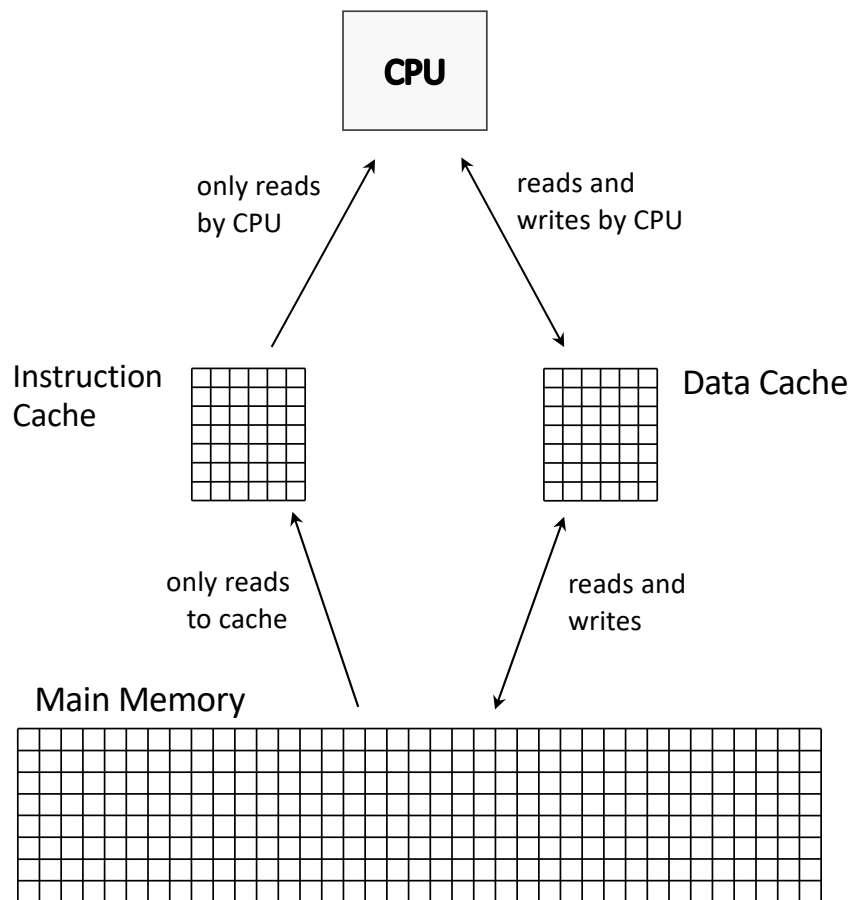 CPU
only reads
by CPU
reads and
writes by CPU
Instruction
Cache
Data Cache
only reads
to cache
reads and
writes
Main Memory